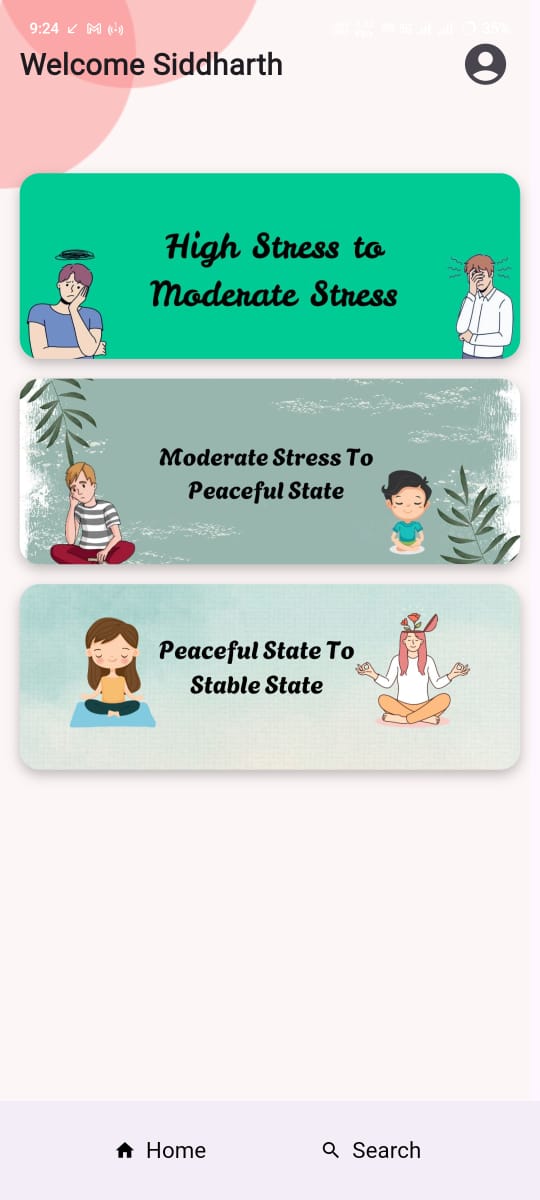 9:24
35%
Welcome Siddharth
High Stress to
Moderate Stress
Moderate Stress To
Peaceful State
Peaceful State To
Stable State
Home
Search